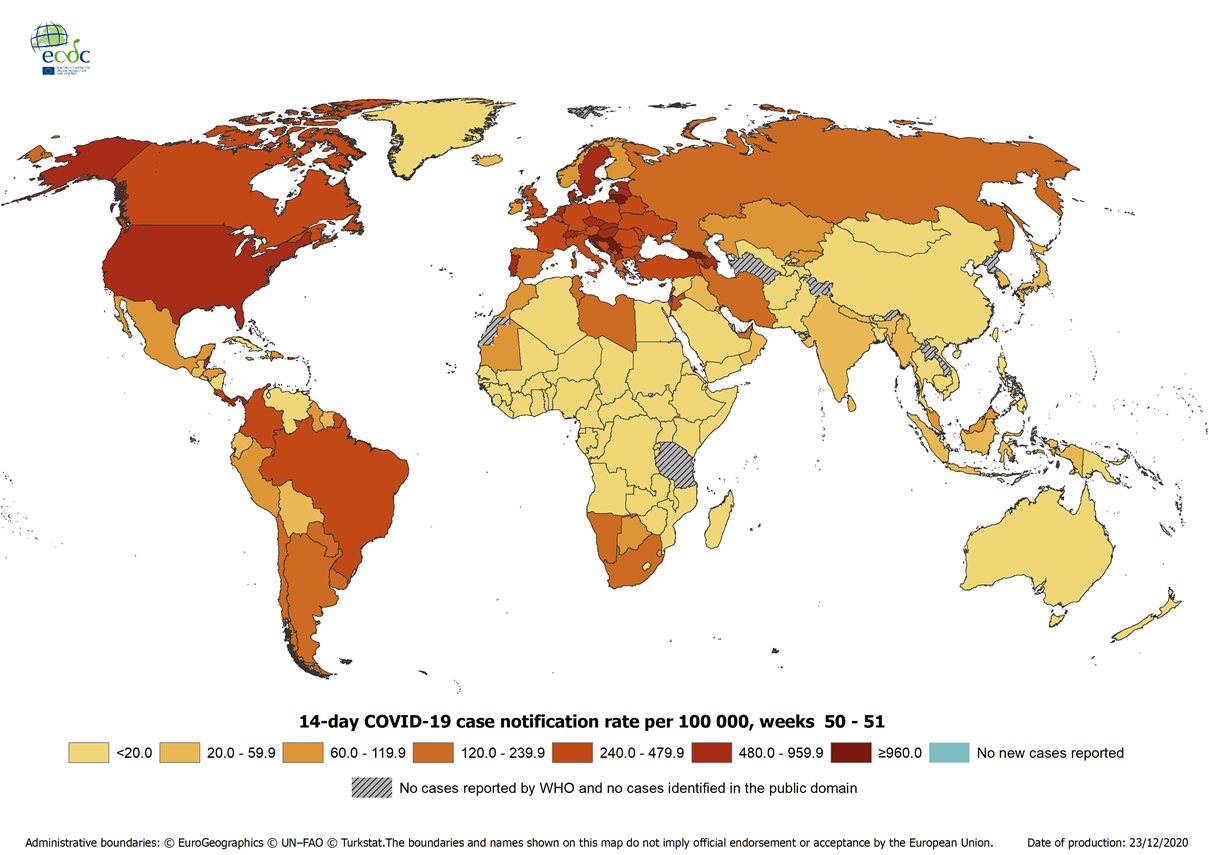 ecdc
14-day COVID-19 case notification rate per 100 000, weeks 50 - 51
<20.0 20.0 - 59.9 60.0 - 119.9 120.0 - 239.9 240.0 - 479.9 480.0 - 959.9 ≥960.0 No new cases reported
No cases reported by WHO and no cases identified in the public domain
Administrative boundaries: © EuroGeographics © UN–FAO © Turkstat.The boundaries and names shown on this map do not imply official endorsement or acceptance by the European Union. Date of production: 23/12/2020